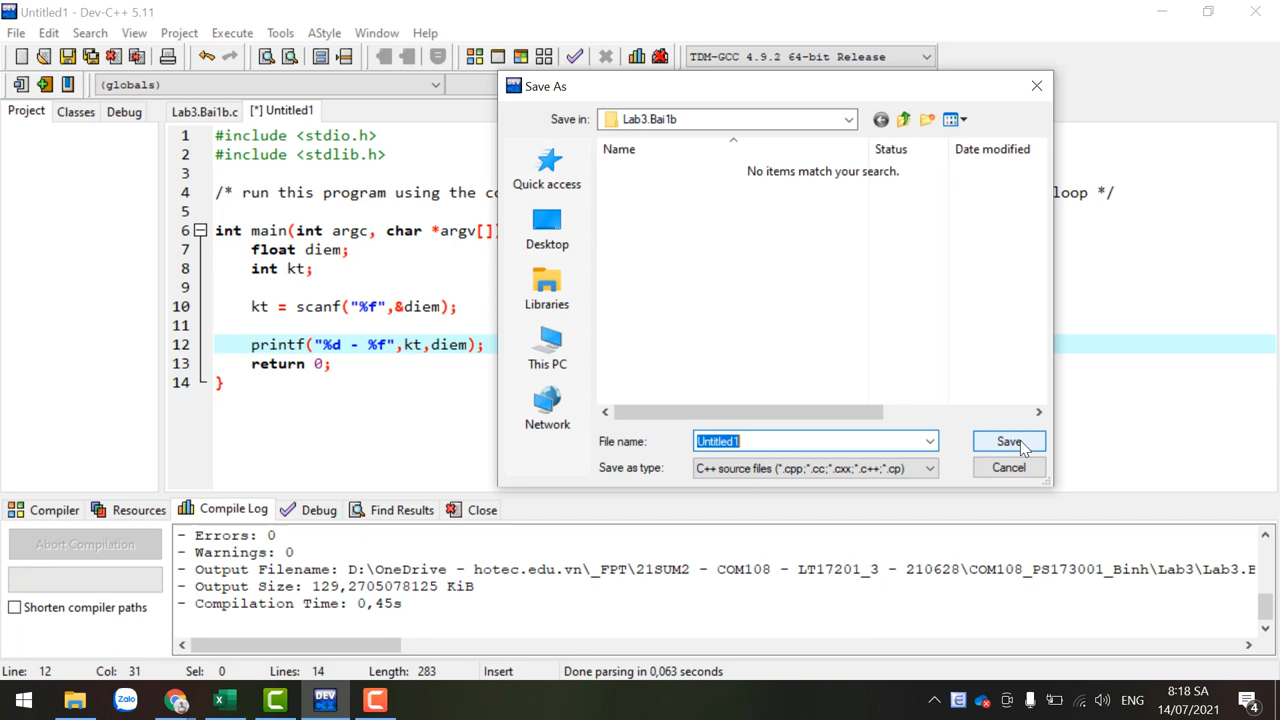 Untitled1 - Dev-C++ 5.11
File Edit Search View Project Execute Tools AStyle Window Help
TDM-GCC 4.9.2 64-bit Release
(globals)
Project Classes Debug
Lab3.Bai1b.c [*] Untitled1
1 #include <stdio.h>
2 #include <stdlib.h>
3
4 /* run this program using the co
loop */
5
6 int main(int argc, char *argv[])
7 float diem;
8 int kt;
9
10 kt = scanf("%f",&diem);
11
12 printf("%d - %f",kt,diem);
13 return 0;
14 }
Save As
Save in: Lab3.Bai1b
Name Status Date modified
No items match your search.
Quick access
Desktop
Libraries
This PC
Network
File name: Untitled1
Save
Save as type: C++ source files (*.cpp;*.cc;*.cxx;*.c++;*.cp)
Cancel
Compiler Resources Compile Log Debug Find Results Close
Abort Compilation
Shorten compiler paths
- Errors: 0
- Warnings: 0
- Output Filename: D:\OneDrive - hotec.edu.vn\_FPT\21SUM2 - COM108 - LT17201_3 - 210628\COM108_PS173001_Binh\Lab3\Lab3.B
- Output Size: 129,2705078125 KiB
- Compilation Time: 0,45s
Line: 12 Col: 31 Sel: 0 Lines: 14 Length: 283 Insert Done parsing in 0,063 seconds
Zalo
DEV
ENG
8:18 SA
14/07/2021
4